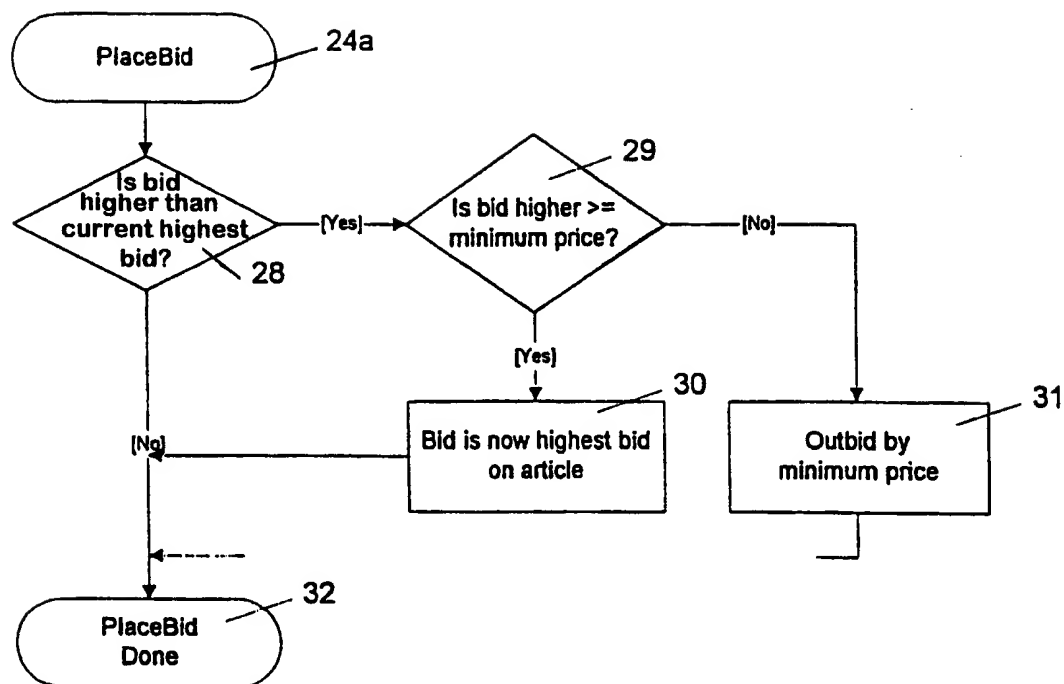 PlaceBid
24a
Is bid
higher than
current highest
bid?
28
[Yes]
Is bid higher >=
minimum price?
29
[No]
[Yes]
30
Bid is now highest bid
on article
31
Outbid by
minimum price
[No]
32
PlaceBid
Done